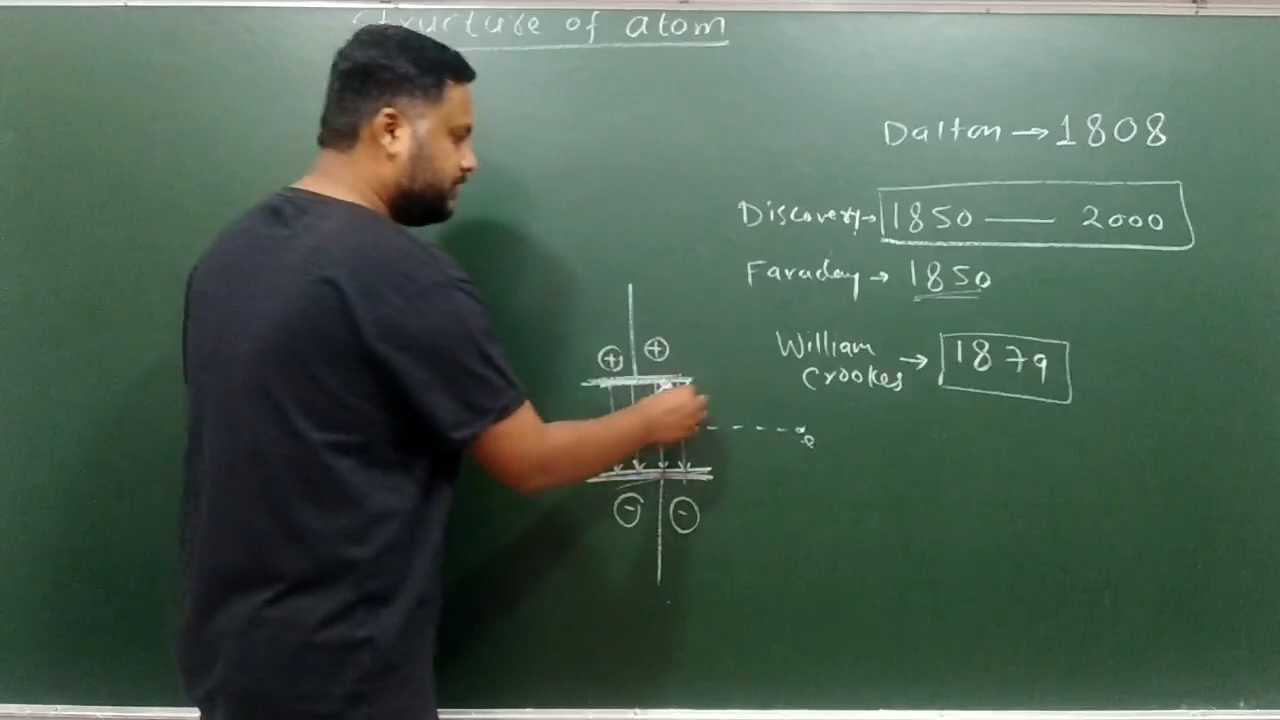 Structure of atom
Dalton → 1808
Discovery → 1850 —— 2000
Faraday → 1850
William
Crookes → 1879
+ +
e
- -